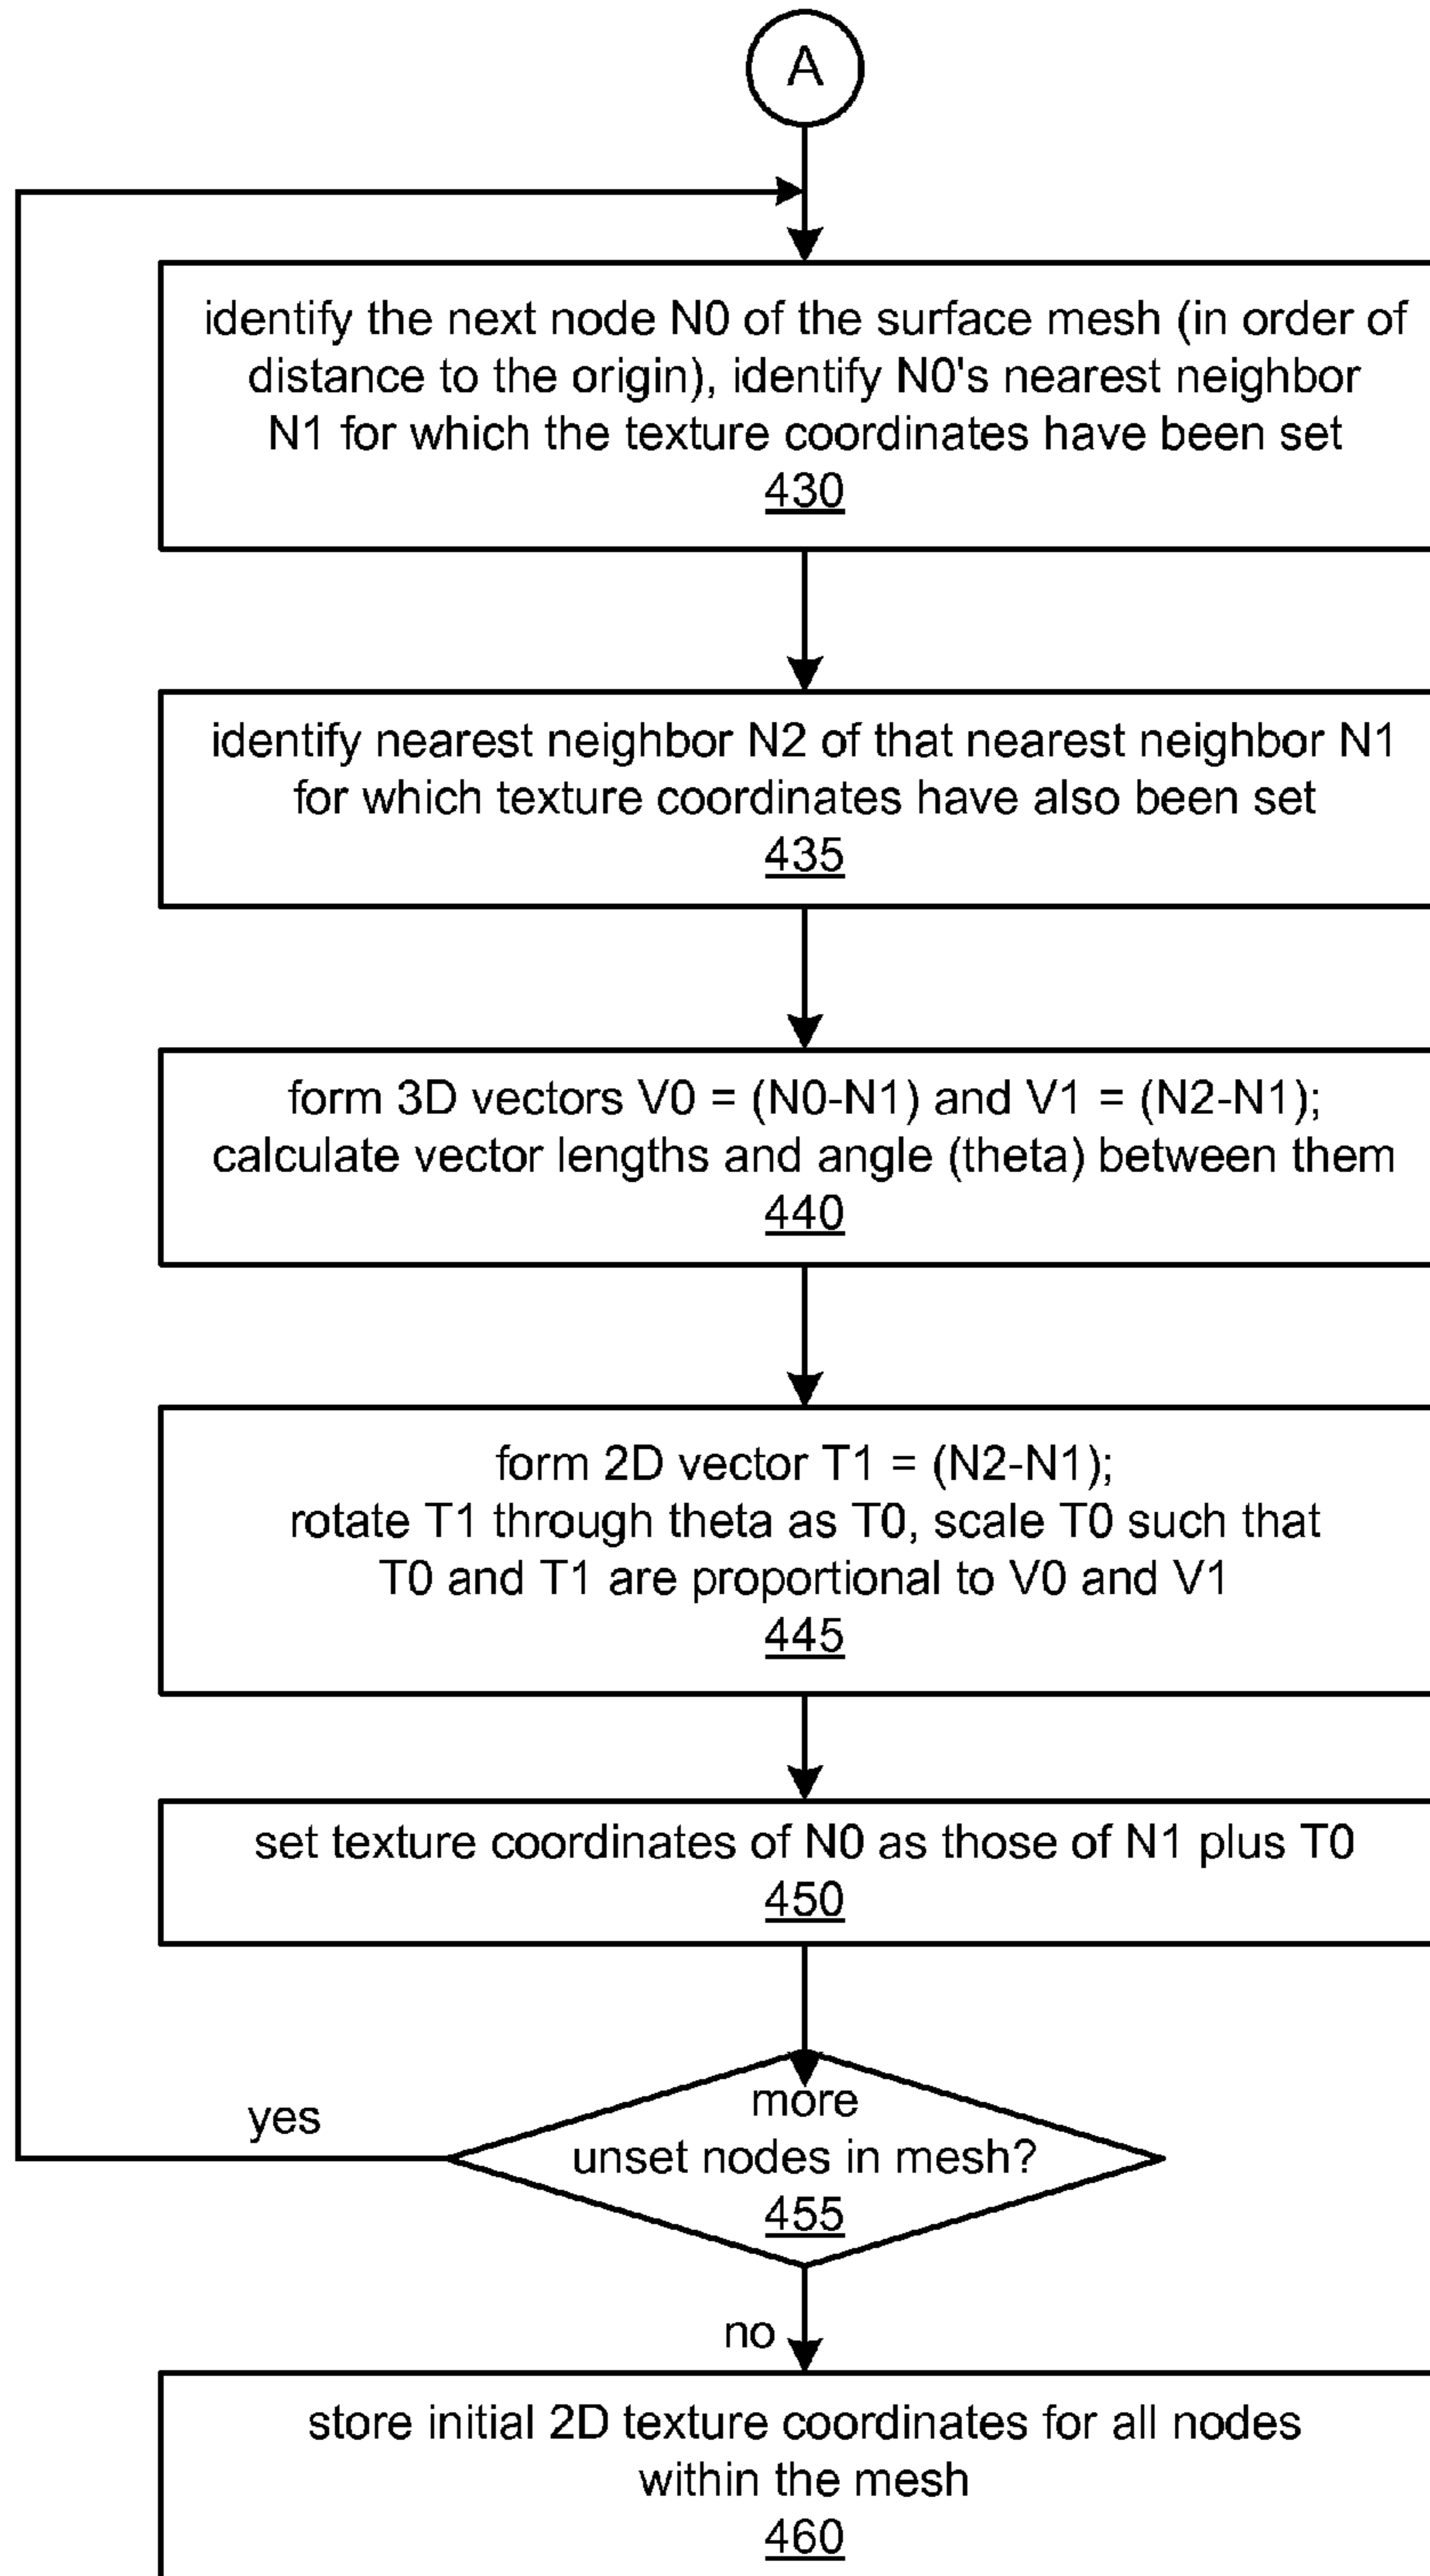 A
identify the next node N0 of the surface mesh (in order of
distance to the origin), identify N0's nearest neighbor
N1 for which the texture coordinates have been set
430
identify nearest neighbor N2 of that nearest neighbor N1
for which texture coordinates have also been set
435
form 3D vectors V0 = (N0-N1) and V1 = (N2-N1);
calculate vector lengths and angle (theta) between them
440
form 2D vector T1 = (N2-N1);
rotate T1 through theta as T0, scale T0 such that
T0 and T1 are proportional to V0 and V1
445
set texture coordinates of N0 as those of N1 plus T0
450
more
unset nodes in mesh?
455
yes
no
store initial 2D texture coordinates for all nodes
within the mesh
460